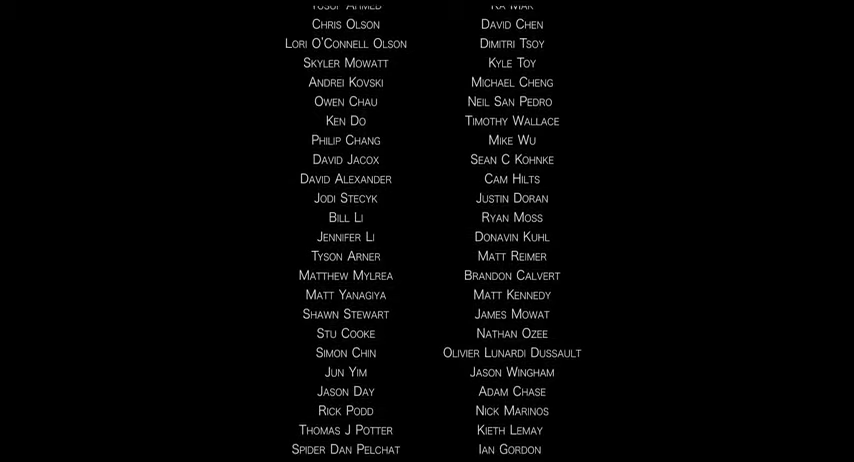 Yusuf Ahmed Ra Mak
Chris Olson David Chen
Lori O'Connell Olson Dimitri Tsoy
Skyler Mowatt Kyle Toy
Andrei Kovski Michael Cheng
Owen Chau Neil San Pedro
Ken Do Timothy Wallace
Philip Chang Mike Wu
David Jacox Sean C Kohnke
David Alexander Cam Hilts
Jodi Stecyk Justin Doran
Bill Li Ryan Moss
Jennifer Li Donavin Kuhl
Tyson Arner Matt Reimer
Matthew Mylrea Brandon Calvert
Matt Yanagiya Matt Kennedy
Shawn Stewart James Mowat
Stu Cooke Nathan Ozee
Simon Chin Olivier Lunardi Dussault
Jun Yim Jason Wingham
Jason Day Adam Chase
Rick Podd Nick Marinos
Thomas J Potter Kieth Lemay
Spider Dan Pelchat Ian Gordon